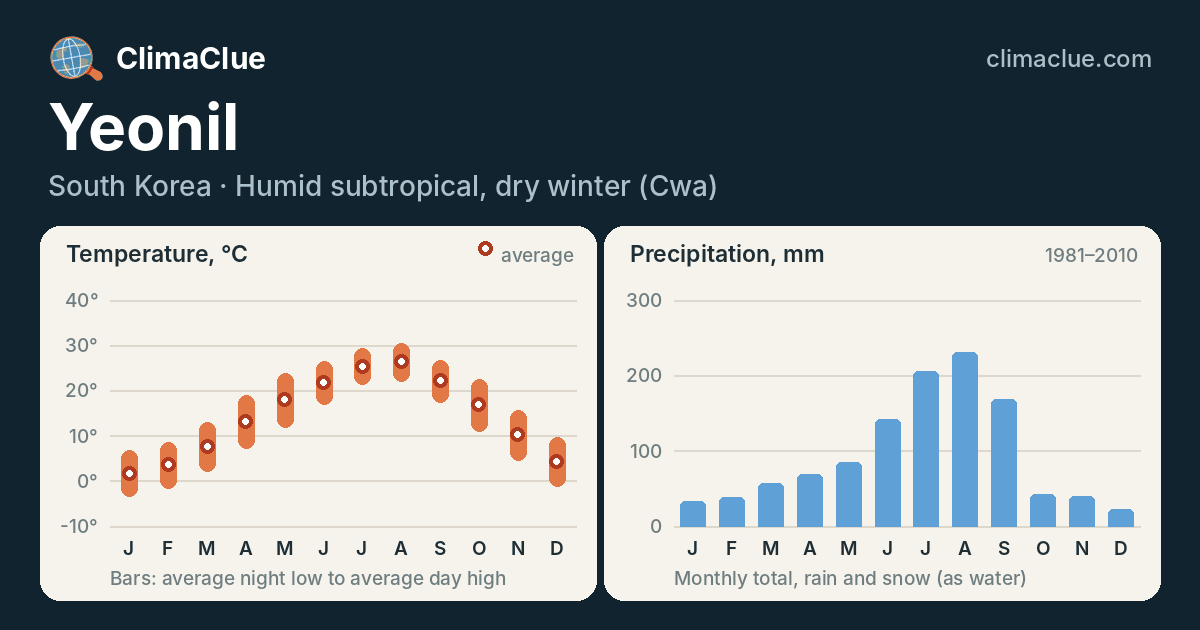 ClimaClue
climaclue.com
Yeonil
South Korea · Humid subtropical, dry winter (Cwa)
Temperature, °C
average
40°
30°
20°
10°
0°
-10°
J F M A M J J A S O N D
Bars: average night low to average day high
Precipitation, mm
1981–2010
300
200
100
0
J F M A M J J A S O N D
Monthly total, rain and snow (as water)